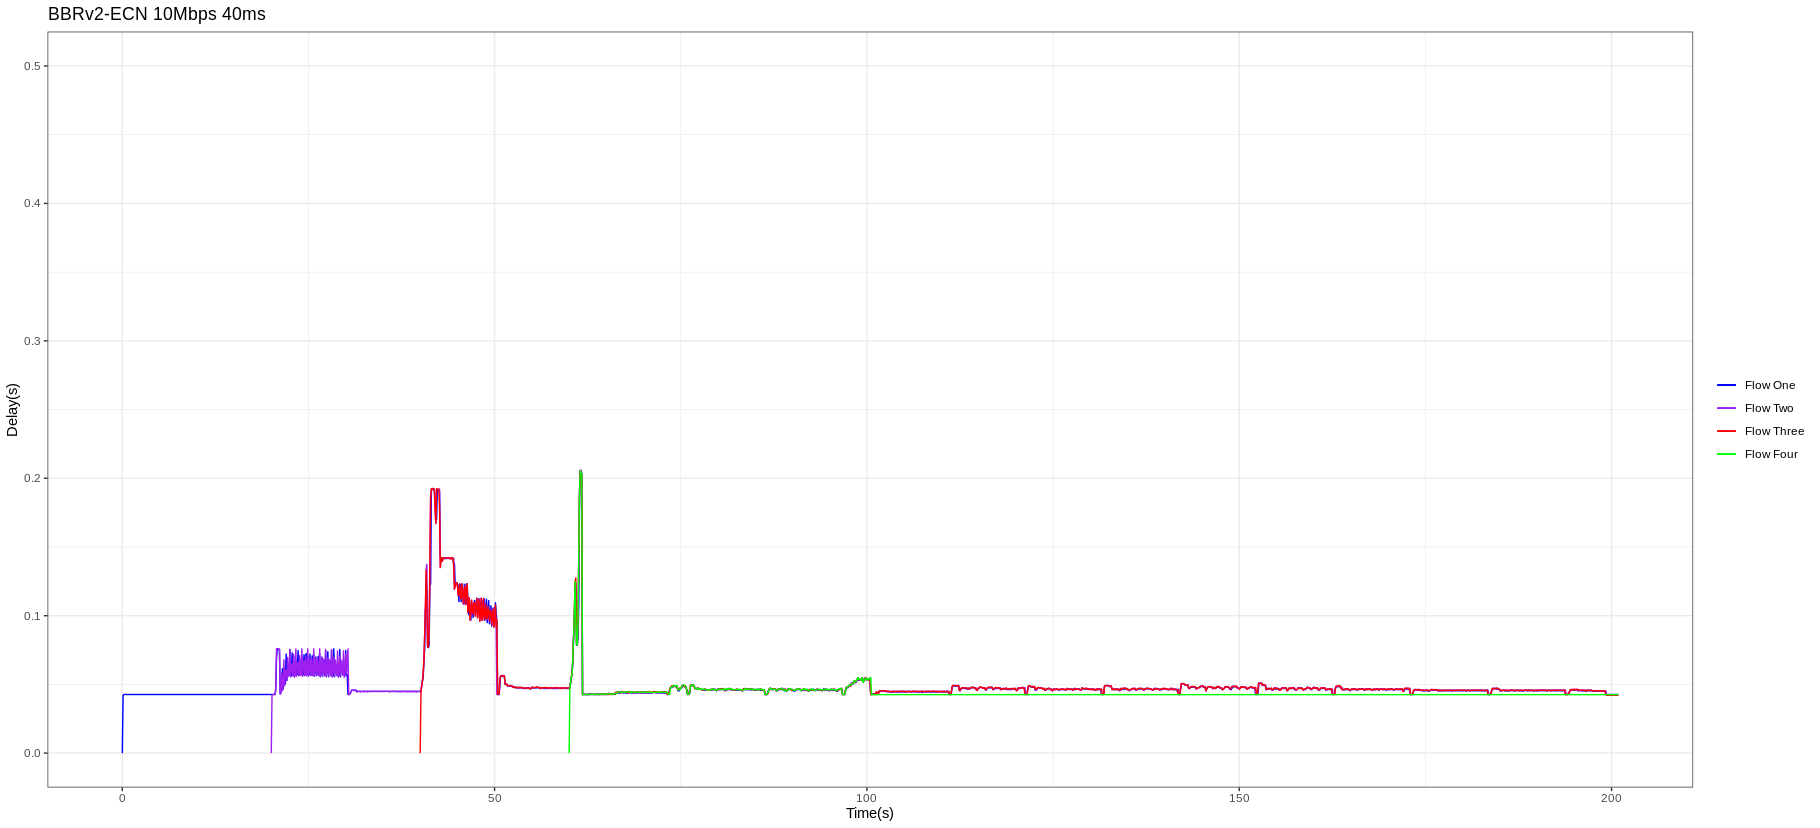 BBRv2-ECN 10Mbps 40ms
0.5
0.4
0.3
0.2
0.1
0.0
Delay(s)
0 50 100 150 200
Time(s)
Flow One
Flow Two
Flow Three
Flow Four